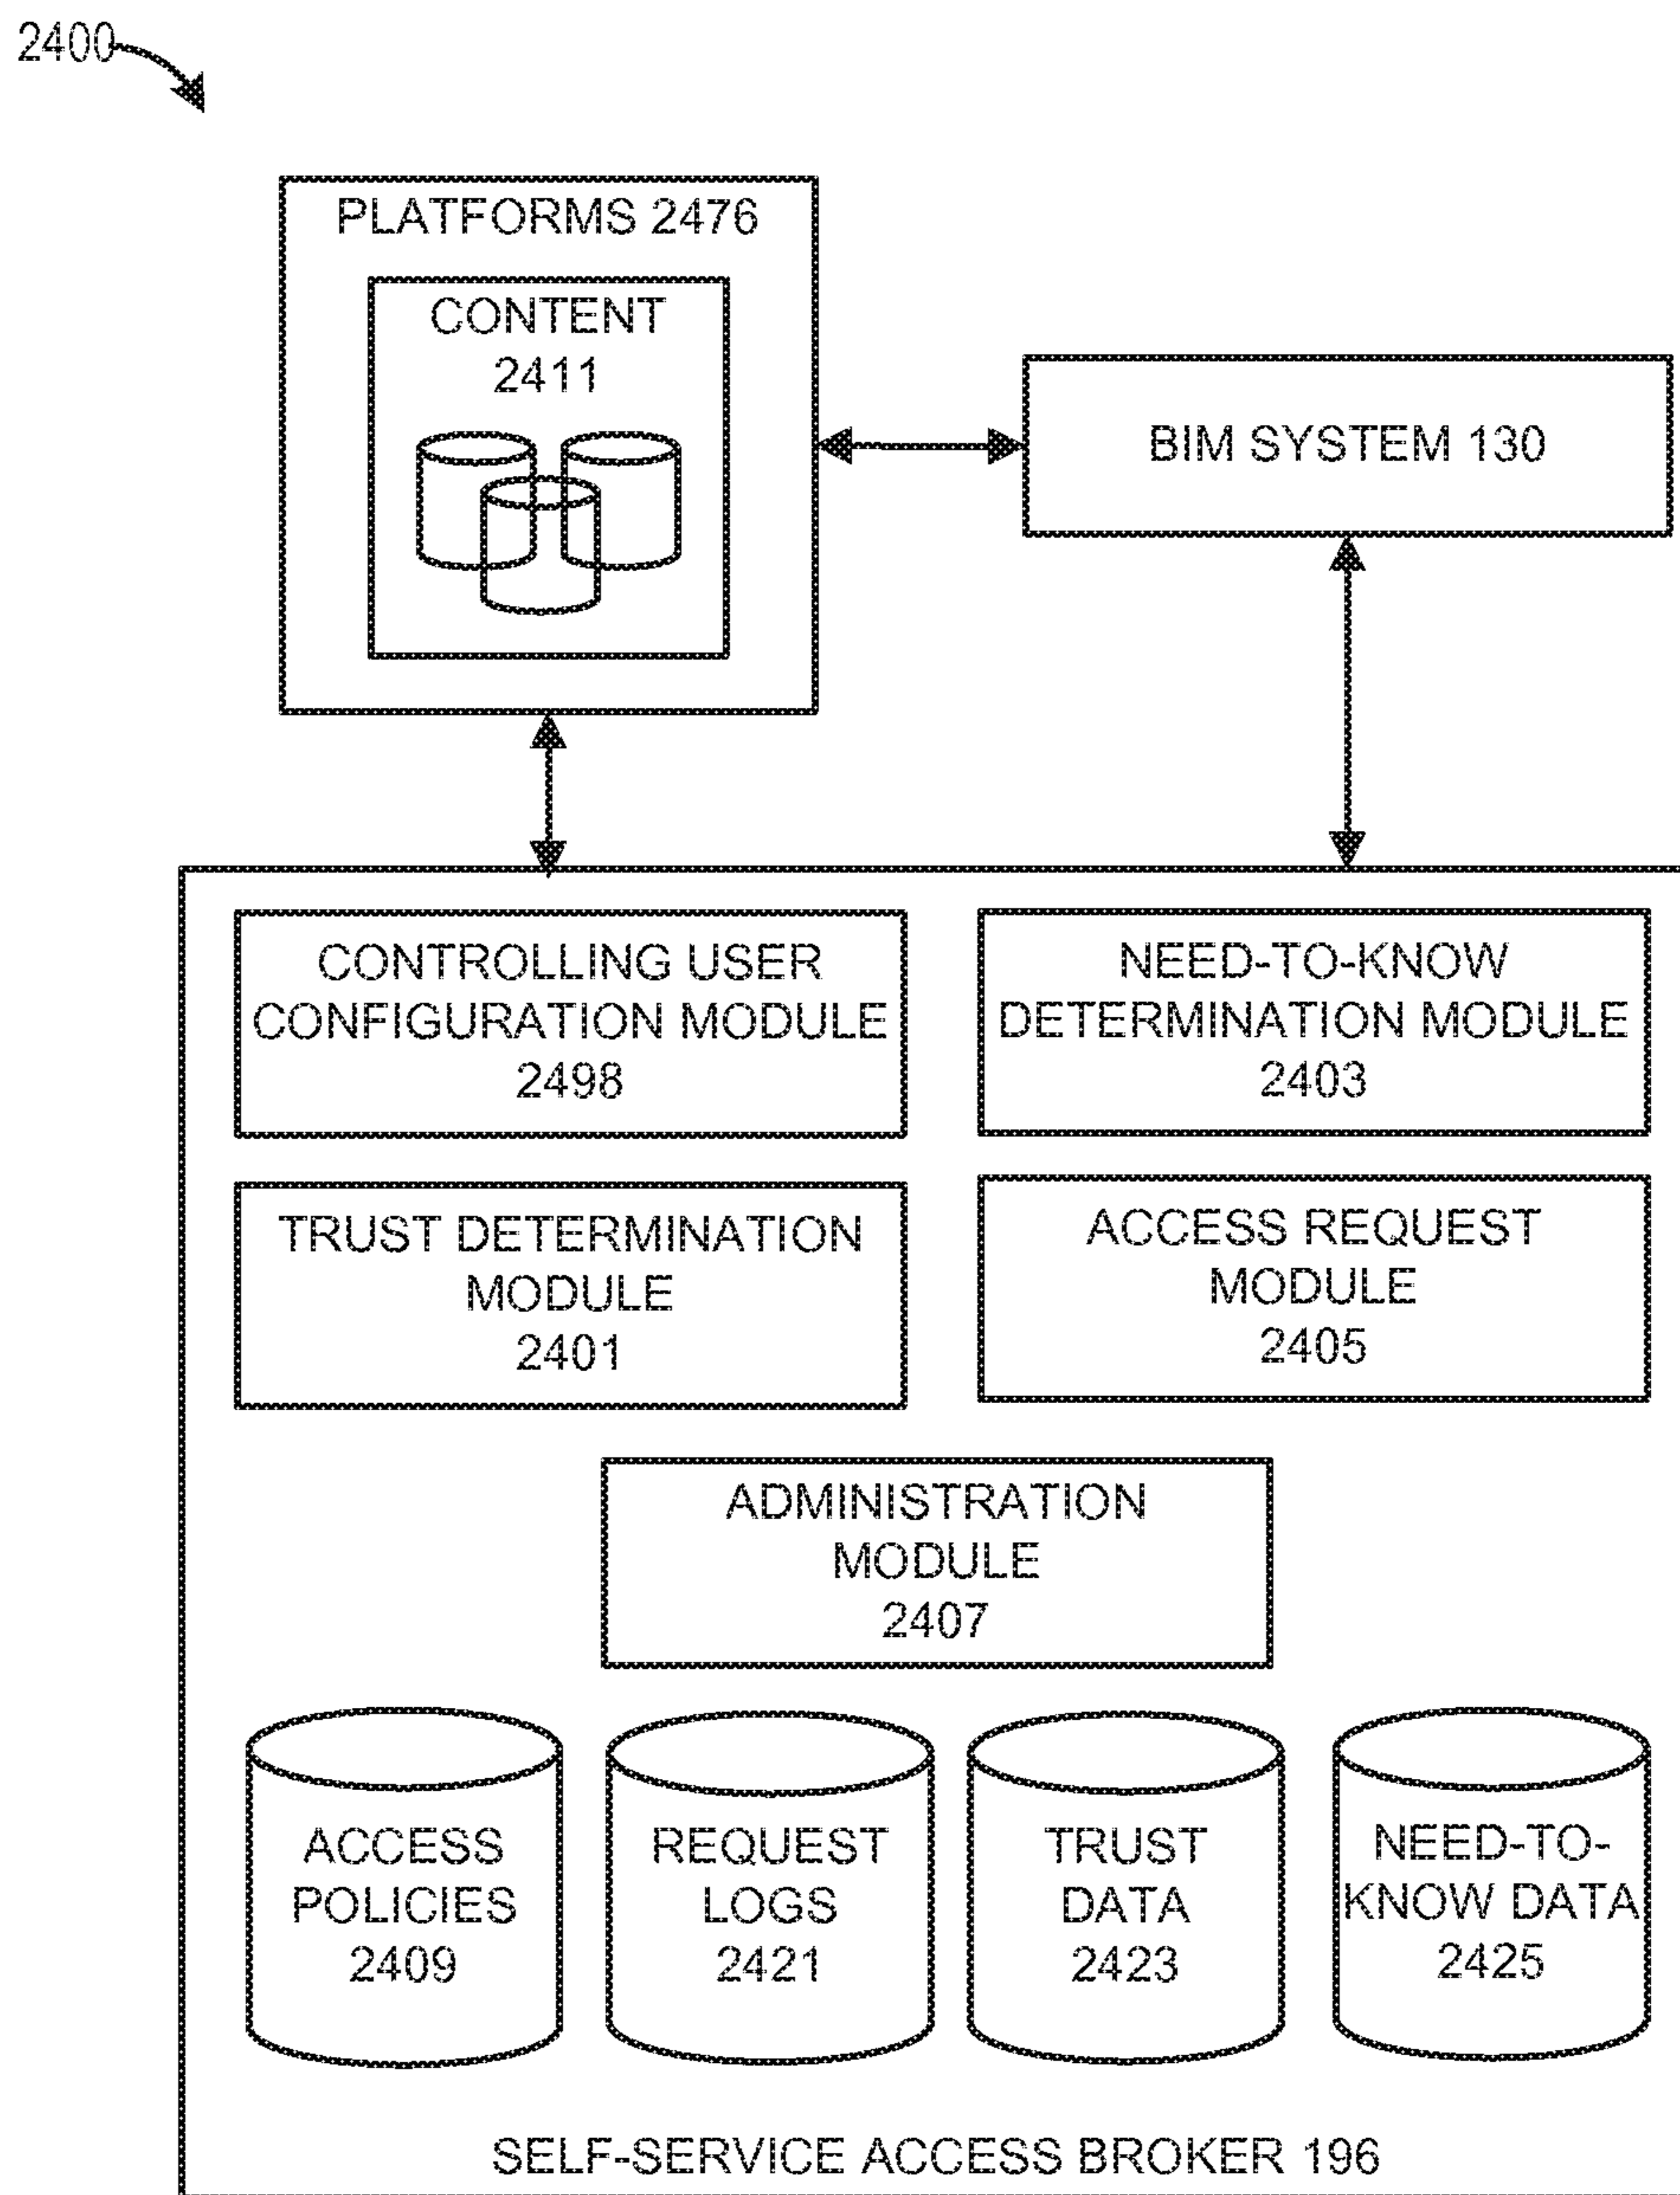 2400
PLATFORMS 2476
CONTENT
2411
BIM SYSTEM 130
CONTROLLING USER
CONFIGURATION MODULE
2498
NEED-TO-KNOW
DETERMINATION MODULE
2403
TRUST DETERMINATION
MODULE
2401
ACCESS REQUEST
MODULE
2405
ADMINISTRATION
MODULE
2407
ACCESS
POLICIES
2409
REQUEST
LOGS
2421
TRUST
DATA
2423
NEED-TO-
KNOW DATA
2425
SELF-SERVICE ACCESS BROKER 196